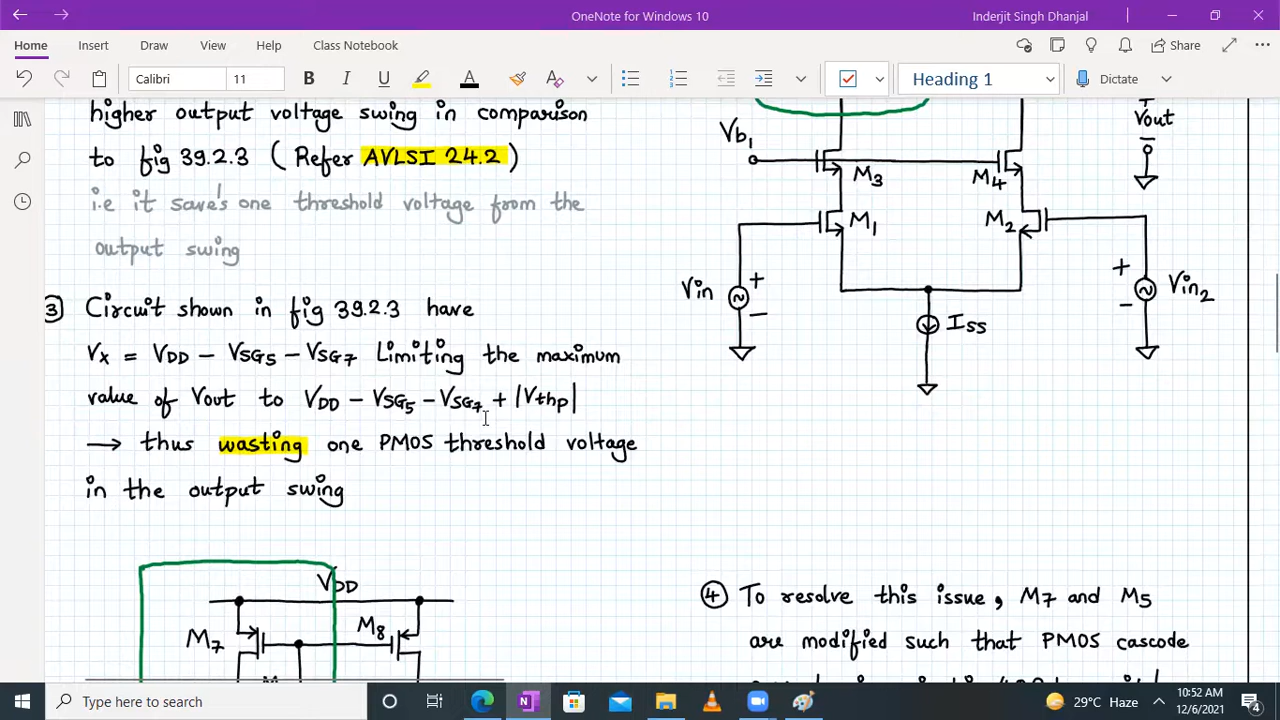 OneNote for Windows 10
Inderjit Singh Dhanjal
Home Insert Draw View Help Class Notebook
Share
Calibri 11 B I U A Heading 1 Dictate
higher output voltage swing in comparison
to fig 39.2.3 ( Refer AVLSI 24.2 )
i.e it saves one threshold voltage from the
output swing
3 Circuit shown in fig 39.2.3 have
VX = VDD - VSG5 - VSG7 Limiting the maximum
value of Vout to VDD - VSG5 - VSG7 + |Vthp|
→ thus wasting one PMOS threshold voltage
in the output swing
VDD
M7
M8
Vout
Vb1
M3
M4
M1
M2
Vin
+
-
+
-
Vin2
ISS
4 To resolve this issue, M7 and M5
are modified such that PMOS cascode
Type here to search
29°C Haze
10:52 AM
12/6/2021
4